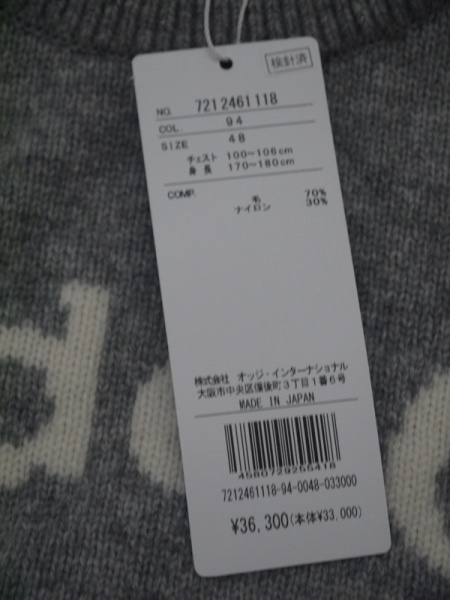 検針済
NO. 7212461118
COL. 94
SIZE 48
チェスト 100~106cm
身長 170~180cm
COMP. 毛 70%
ナイロン 30%
株式会社 オッジ・インターナショナル
大阪市中央区備後町3丁目1番6号
MADE IN JAPAN
4580729255418
7212461118-94-0048-033000
¥36,300(本体¥33,000)